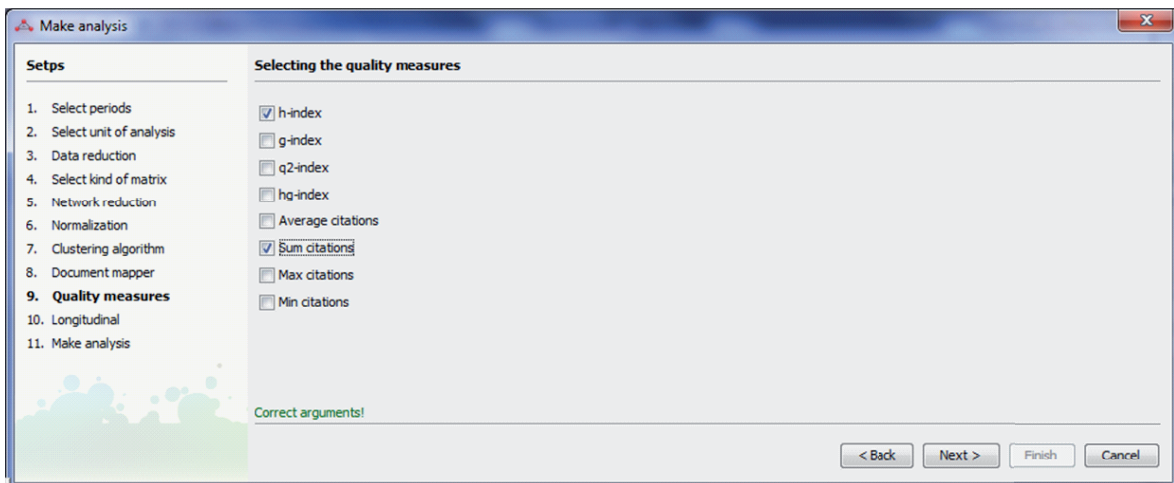 Make analysis
Setps
1. Select periods
2. Select unit of analysis
3. Data reduction
4. Select kind of matrix
5. Network reduction
6. Normalization
7. Clustering algorithm
8. Document mapper
9. Quality measures
10. Longitudinal
11. Make analysis
Selecting the quality measures
h-index
g-index
q2-index
hg-index
Average citations
Sum citations
Max citations
Min citations
Correct arguments!
< Back Next > Finish Cancel